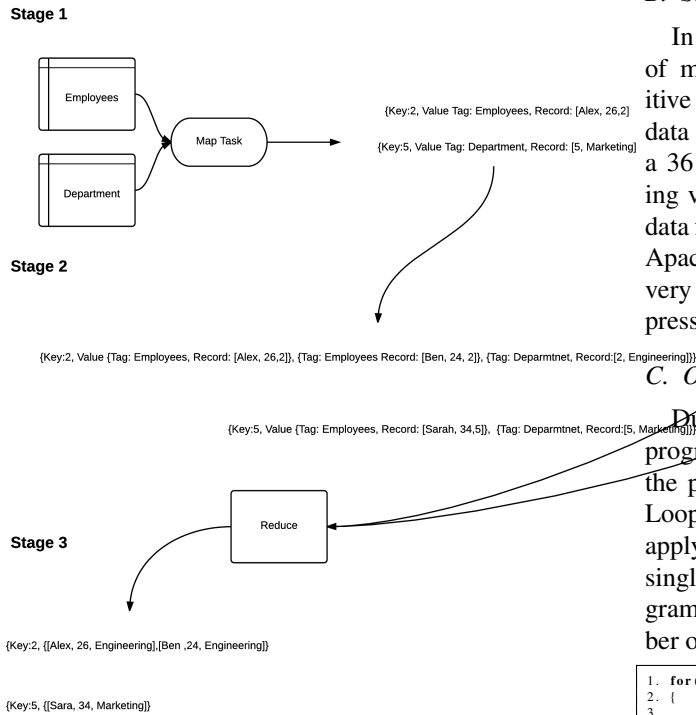 Stage 1
Employees
Map Task
Department
{Key:2, Value Tag: Employees, Record: [Alex, 26,2]
{Key:5, Value Tag: Department, Record: [5, Marketing]
Stage 2
{Key:2, Value {Tag: Employees, Record: [Alex, 26,2]}, {Tag: Employees Record: [Ben, 24, 2]}, {Tag: Deparmtnet, Record:[2, Engineering]}}
{Key:5, Value {Tag: Employees, Record: [Sarah, 34,5]}, {Tag: Deparmtnet, Record:[5, Marketing]}}
Reduce
Stage 3
{Key:2, {[Alex, 26, Engineering],[Ben ,24, Engineering]}
{Key:5, {[Sara, 34, Marketing]}
In
of m
itive
data
a 36
ing v
data
Apac
very
press
C. O
Du
progr
the p
Loop
apply
singl
gram
ber o
1. for(
2. {
3.